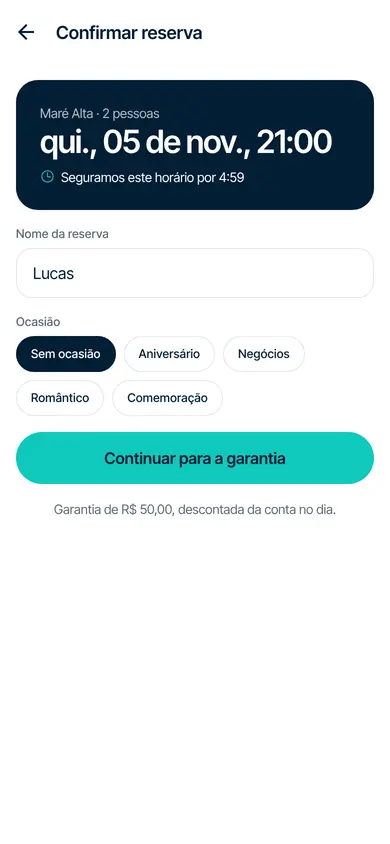 Confirmar reserva
Maré Alta · 2 pessoas
qui., 05 de nov., 21:00
Seguramos este horário por 4:59
Nome da reserva
Lucas
Ocasião
Sem ocasião
Aniversário
Negócios
Romântico
Comemoração
Continuar para a garantia
Garantia de R$ 50,00, descontada da conta no dia.